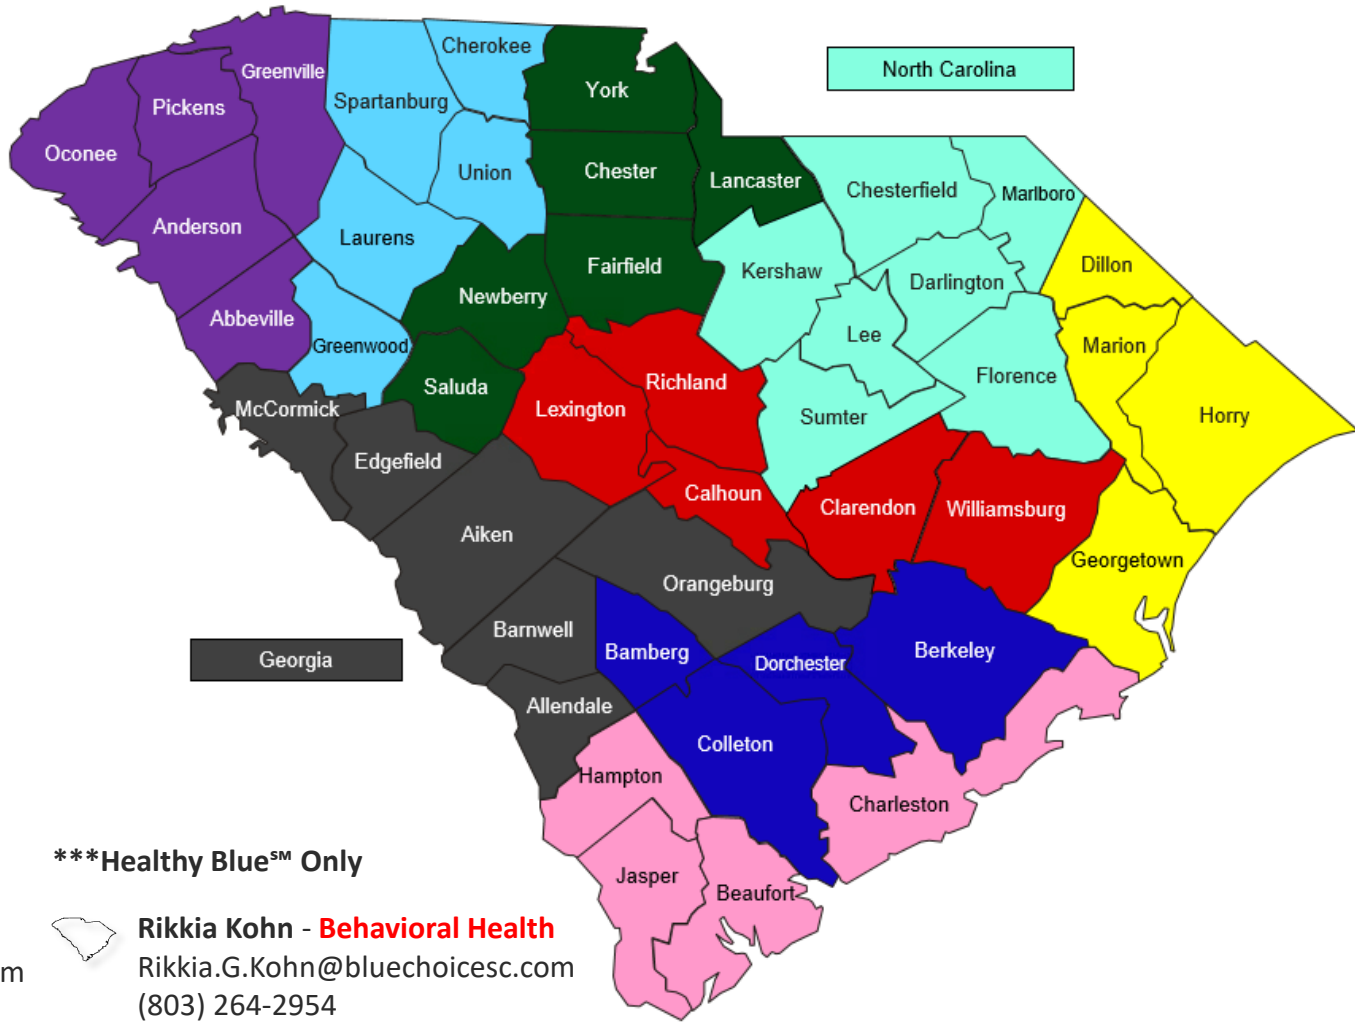 Cherokee
Greenville
North Carolina
York
Spartanburg
Pickens
Oconee
Union
Chester
Lancaster
Chesterfield
Marlboro
Anderson
Laurens
Fairfield
Kershaw
Dillon
Darlington
Newberry
Abbeville
Greenwood
Lee
Marion
Saluda
Richland
Florence
McCormick
Lexington
Sumter
Horry
Edgefield
Calhoun
Clarendon
Williamsburg
Aiken
Georgetown
Orangeburg
Barnwell
Georgia
Bamberg
Dorchester
Berkeley
Allendale
Colleton
Hampton
Charleston
***Healthy Blue℠ Only
Jasper
Beaufort
Rikkia Kohn - Behavioral Health
m
Rikkia.G.Kohn@bluechoicesc.com
(803) 264-2954